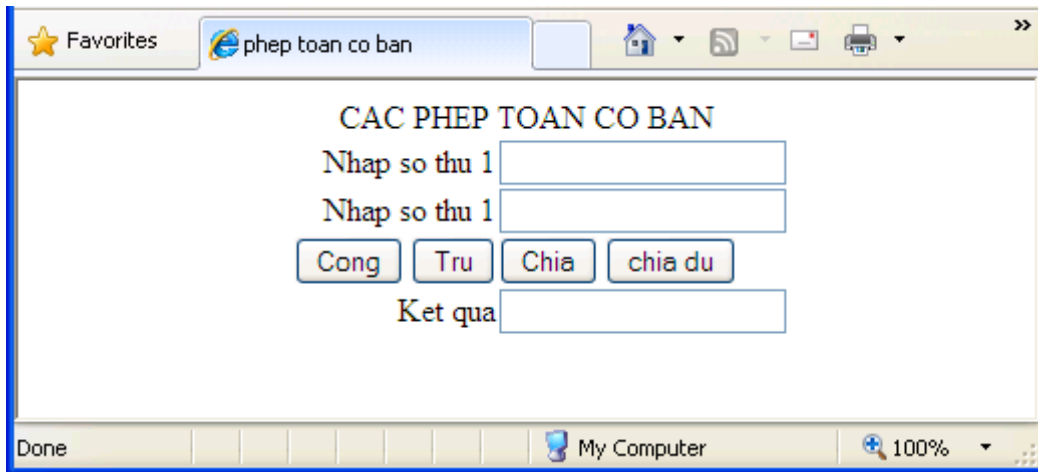 Favorites phep toan co ban »
CAC PHEP TOAN CO BAN
Nhap so thu 1
Nhap so thu 1
Cong Tru Chia chia du
Ket qua
Done My Computer 100%